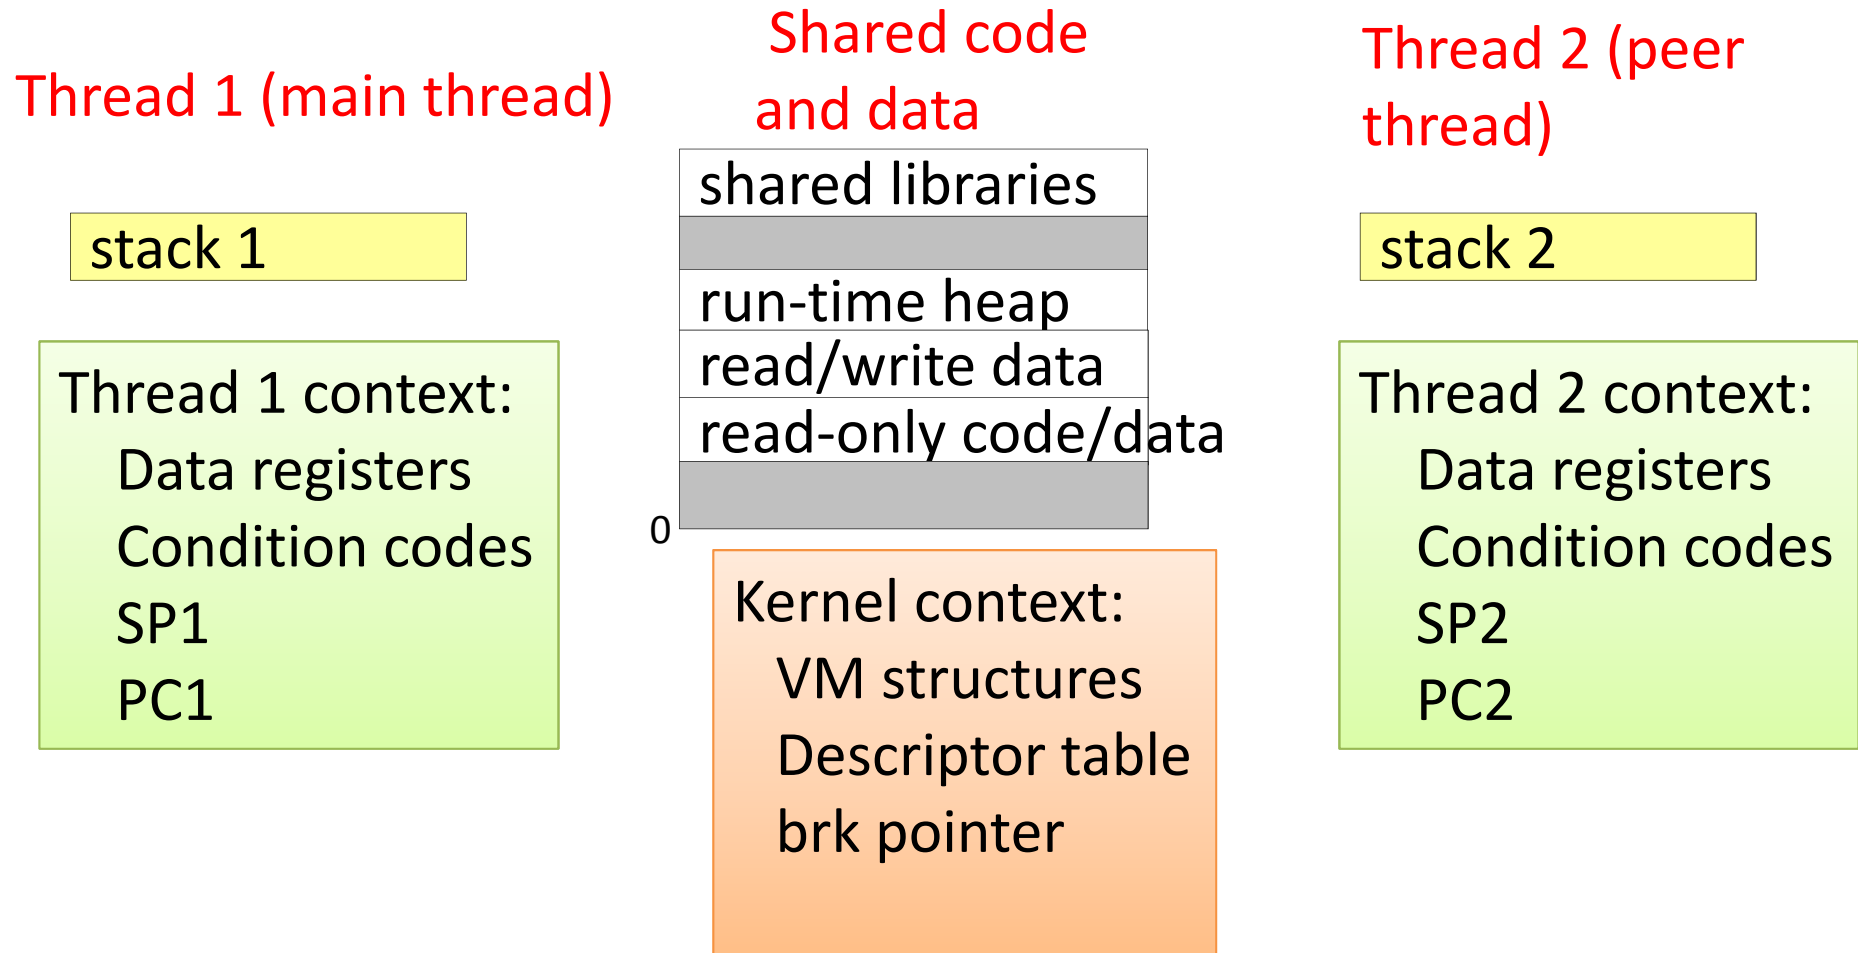 Thread 1 (main thread)
stack 1
Thread 1 context:
Data registers
Condition codes
SP1
PC1
Shared code
and data
shared libraries
run-time heap
read/write data
read-only code/data
0
Kernel context:
VM structures
Descriptor table
brk pointer
Thread 2 (peer
thread)
stack 2
Thread 2 context:
Data registers
Condition codes
SP2
PC2